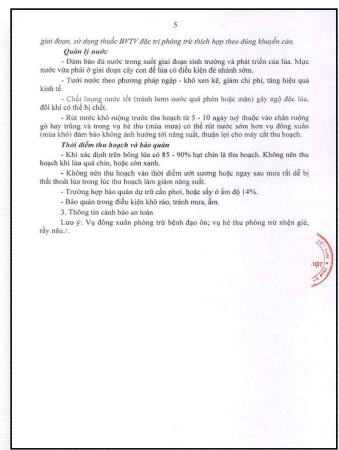 5
giai đoạn, sử dụng thuốc BVTV đặc trị phòng trừ thích hợp theo đúng khuyến cáo.
Quản lý nước
- Đảm bảo đủ nước trong suốt giai đoạn sinh trưởng và phát triển của lúa. Mực
nước vừa phải ở giai đoạn cây con để lúa có điều kiện đẻ nhánh sớm.
- Tưới nước theo phương pháp ngập - khô xen kẽ, giảm chi phí, tăng hiệu quả
kinh tế.
- Chất lượng nước tốt (tránh bơm nước quá phèn hoặc mặn) gây ngộ độc lúa,
đôi khi có thể bị chết.
- Rút nước khô ruộng trước thu hoạch từ 5 - 10 ngày tuỳ thuộc vào chân ruộng
gò hay trũng và trong vụ hè thu (mùa mưa) có thể rút nước sớm hơn vụ đông xuân
(mùa khô) đảm bảo không ảnh hưởng tới năng suất, thuận lợi cho máy cắt thu hoạch.
Thời điểm thu hoạch và bảo quản
- Khi xác định trên bông lúa có 85 - 90% hạt chín là thu hoạch. Không nên thu
hoạch khi lúa quá chín, hoặc còn xanh.
- Không nên thu hoạch vào thời điểm ướt sương hoặc ngay sau mưa rất dễ bị
thất thoát lúa trong lúc thu hoạch làm giảm năng suất.
- Trường hợp bảo quản dự trữ cần phơi, hoặc sấy ở ẩm độ 14%.
- Bảo quản trong điều kiện khô ráo, tránh mưa, ẩm.
3. Thông tin cảnh báo an toàn
Lưu ý: Vụ đông xuân phòng trừ bệnh đạo ôn; vụ hè thu phòng trừ nhện gié,
rầy nâu./.